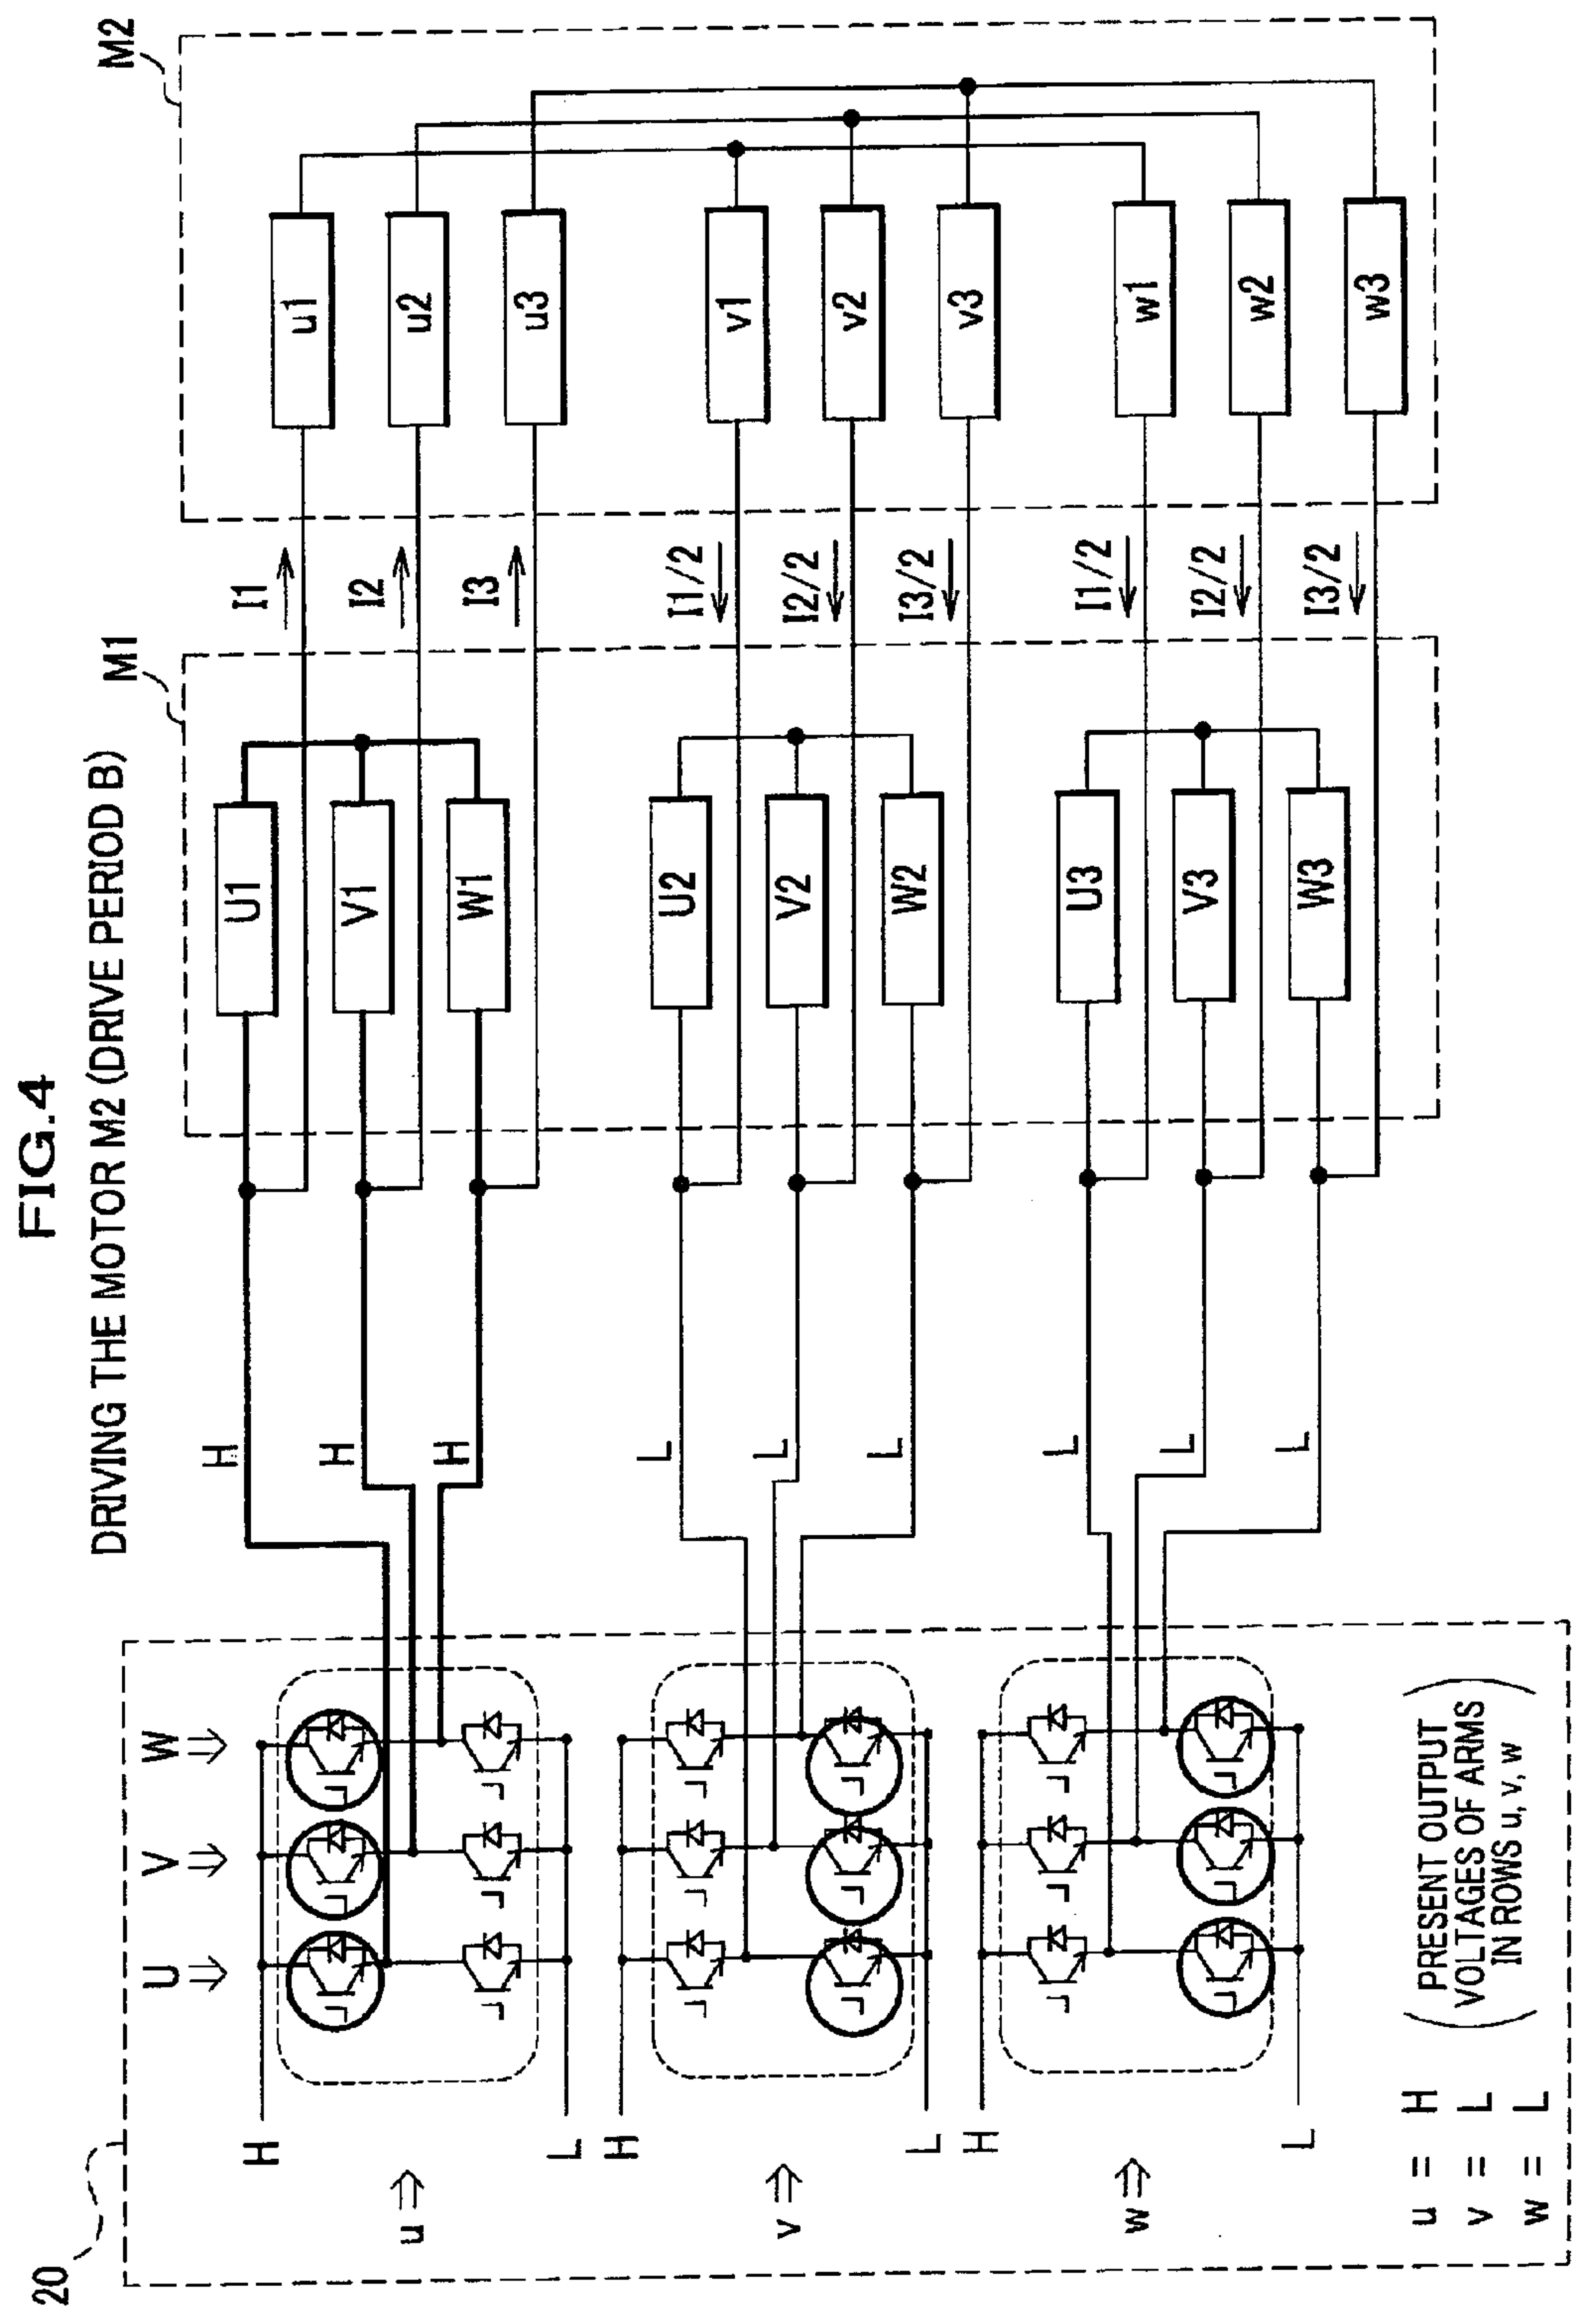 FIG.4
DRIVING THE MOTOR M2 (DRIVE PERIOD B)
20
M1
M2
U
V
W
H
L
u
H
H
H
U1
V1
W1
I1
I2
I3
u1
u2
u3
H
L
v
L
L
L
U2
V2
W2
I1/2
I2/2
I3/2
v1
v2
v3
H
L
w
L
L
L
U3
V3
W3
I1/2
I2/2
I3/2
w1
w2
w3
u = H
v = L
w = L
(PRESENT OUTPUT
VOLTAGES OF ARMS
IN ROWS u, v, w)